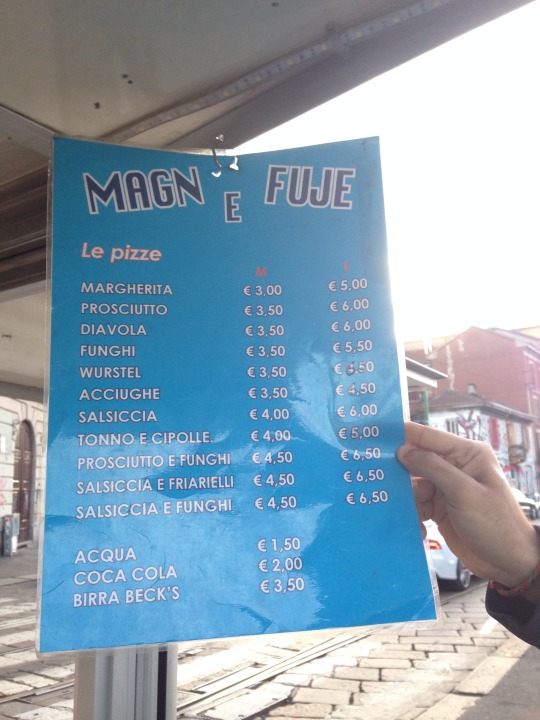 MAGN E FUJE
Le pizze
M L
MARGHERITA € 3,00 € 5,00
PROSCIUTTO € 3,50 € 6,00
DIAVOLA € 3,50 € 6,00
FUNGHI € 3,50 € 5,50
WURSTEL € 3,50 €
ACCIUGHE € 3,50 € 4,50
SALSICCIA € 4,00 € 6,00
TONNO E CIPOLLE. € 4,00 € 5,00
PROSCIUTTO E FUNGHI € 4,50 € 6,50
SALSICCIA E FRIARIELLI € 4,50 € 6,50
SALSICCIA E FUNGHI € 4,50 € 6,50
ACQUA € 1,50
COCA COLA € 2,00
BIRRA BECK'S € 3,50